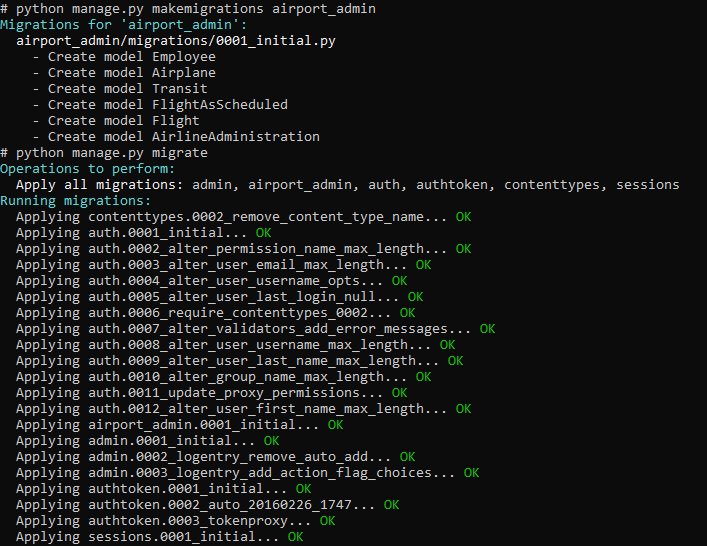 # python manage.py makemigrations airport_admin
Migrations for 'airport_admin':
  airport_admin/migrations/0001_initial.py
    - Create model Employee
    - Create model Airplane
    - Create model Transit
    - Create model FlightAsScheduled
    - Create model Flight
    - Create model AirlineAdministration
# python manage.py migrate
Operations to perform:
  Apply all migrations: admin, airport_admin, auth, authtoken, contenttypes, sessions
Running migrations:
  Applying contenttypes.0002_remove_content_type_name... OK
  Applying auth.0001_initial... OK
  Applying auth.0002_alter_permission_name_max_length... OK
  Applying auth.0003_alter_user_email_max_length... OK
  Applying auth.0004_alter_user_username_opts... OK
  Applying auth.0005_alter_user_last_login_null... OK
  Applying auth.0006_require_contenttypes_0002... OK
  Applying auth.0007_alter_validators_add_error_messages... OK
  Applying auth.0008_alter_user_username_max_length... OK
  Applying auth.0009_alter_user_last_name_max_length... OK
  Applying auth.0010_alter_group_name_max_length... OK
  Applying auth.0011_update_proxy_permissions... OK
  Applying auth.0012_alter_user_first_name_max_length... OK
  Applying airport_admin.0001_initial... OK
  Applying admin.0001_initial... OK
  Applying admin.0002_logentry_remove_auto_add... OK
  Applying admin.0003_logentry_add_action_flag_choices... OK
  Applying authtoken.0001_initial... OK
  Applying authtoken.0002_auto_20160226_1747... OK
  Applying authtoken.0003_tokenproxy... OK
  Applying sessions.0001_initial... OK